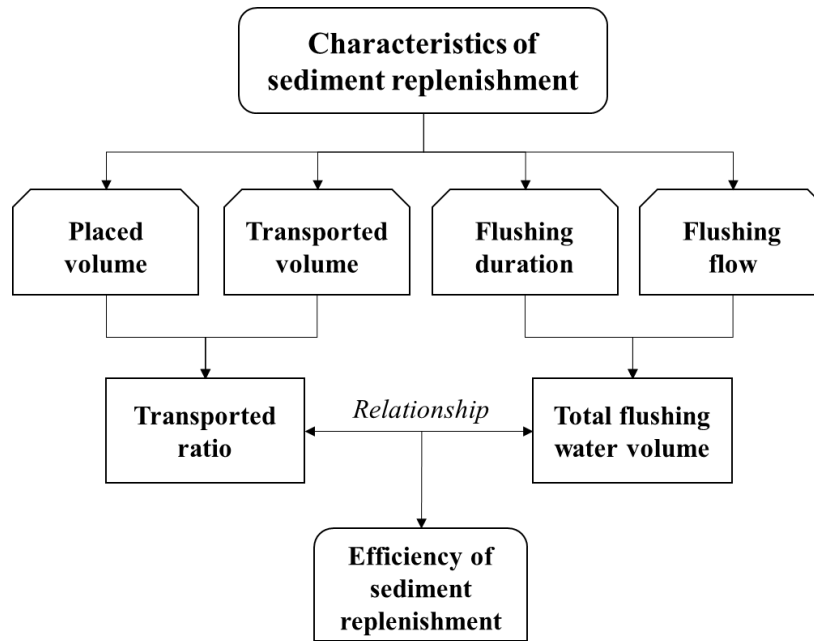 Characteristics of
sediment replenishment
Placed
volume
Transported
volume
Flushing
duration
Flushing
flow
Transported
ratio
Relationship
Total flushing
water volume
Efficiency of
sediment
replenishment